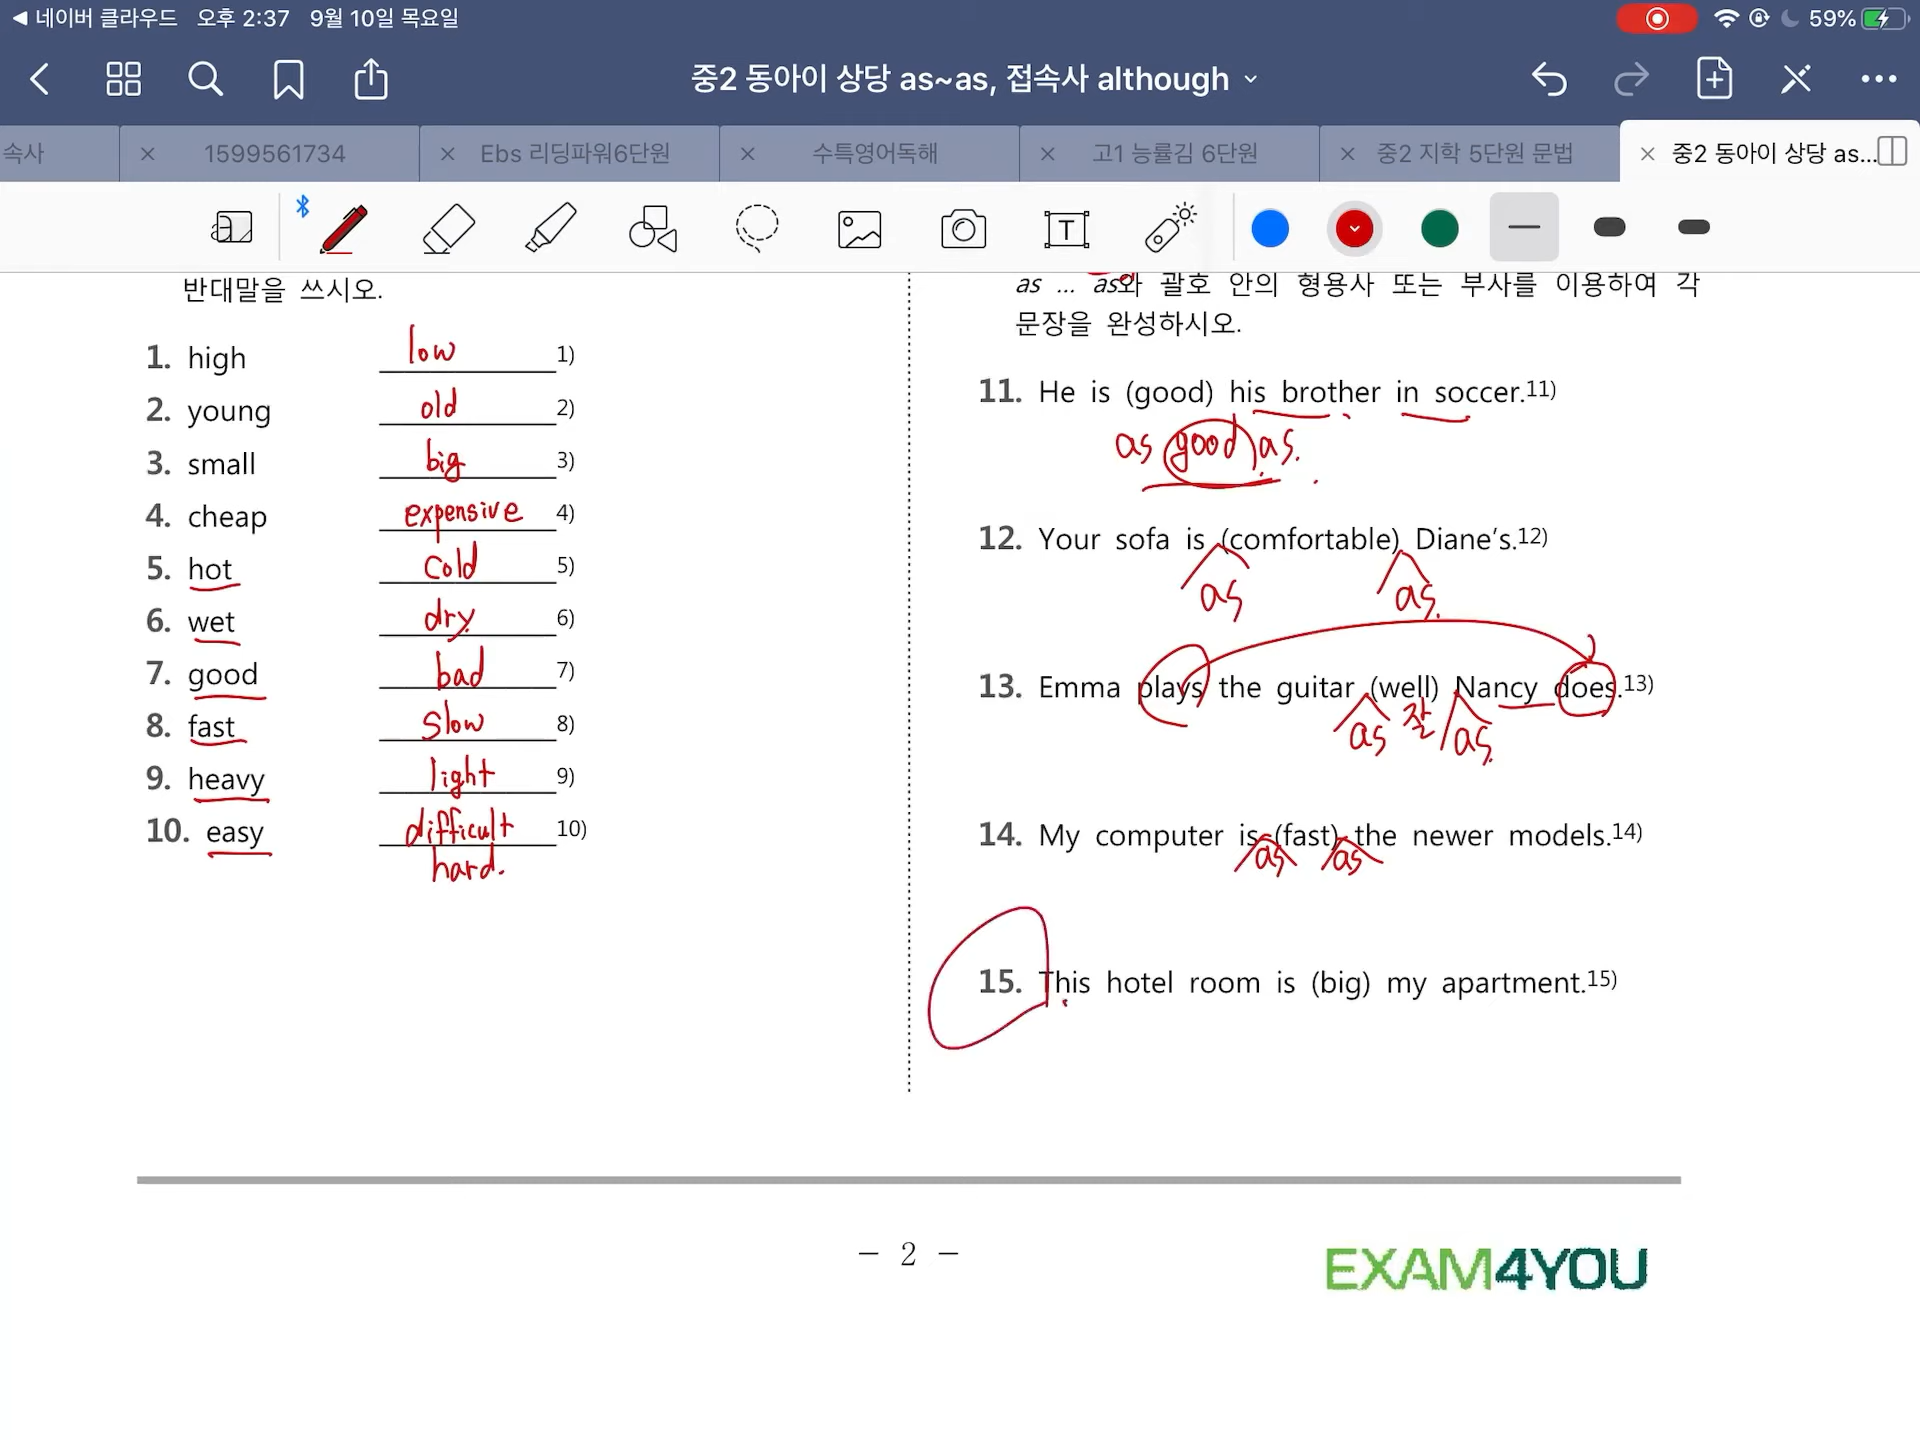 네이버 클라우드 오후 2:37 9월 10일 목요일
59%
중2 동아이 상당 as~as, 접속사 although
속사
1599561734
Ebs 리딩파워6단원
수특영어독해
고1 능률김 6단원
중2 지학 5단원 문법
중2 동아이 상당 as...
반대말을 쓰시오.
1. high low 1)
2. young old 2)
3. small big 3)
4. cheap expensive 4)
5. hot cold 5)
6. wet dry. 6)
7. good bad 7)
8. fast slow 8)
9. heavy light 9)
10. easy difficult 10)
hard.
as ... as와 괄호 안의 형용사 또는 부사를 이용하여 각
문장을 완성하시오.
11. He is (good) his brother in soccer.11)
as good as.
12. Your sofa is (comfortable) Diane's.12)
as as.
13. Emma plays the guitar (well) Nancy does.13)
as 잘 as.
14. My computer is (fast) the newer models.14)
as as
15. This hotel room is (big) my apartment.15)
- 2 -
EXAM4YOU